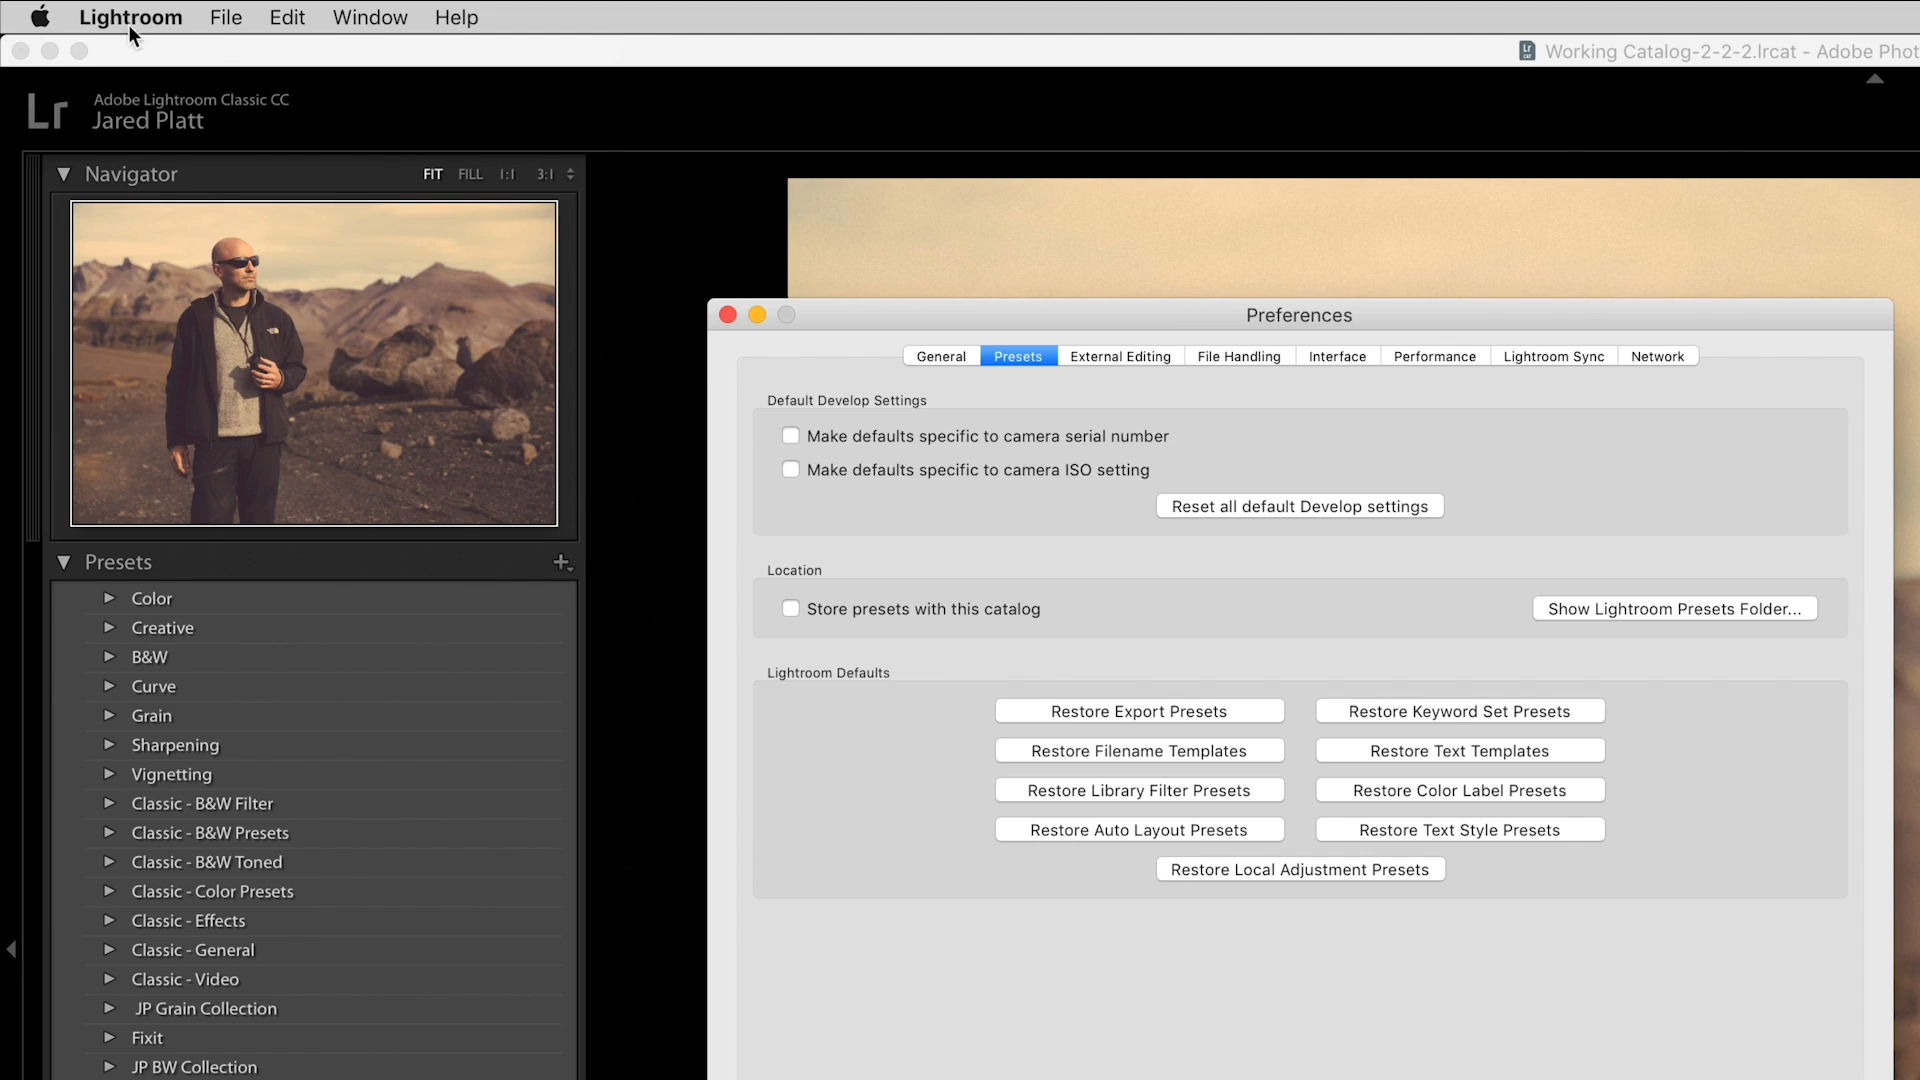 Lightroom File Edit Window Help
Lr Working Catalog-2-2-2.lrcat - Adobe Phot
Lr Adobe Lightroom Classic CC
Jared Platt
Navigator FIT FILL 1:1 3:1
Preferences
General Presets External Editing File Handling Interface Performance Lightroom Sync Network
Default Develop Settings
Make defaults specific to camera serial number
Make defaults specific to camera ISO setting
Reset all default Develop settings
Location
Store presets with this catalog Show Lightroom Presets Folder...
Lightroom Defaults
Restore Export Presets Restore Keyword Set Presets
Restore Filename Templates Restore Text Templates
Restore Library Filter Presets Restore Color Label Presets
Restore Auto Layout Presets Restore Text Style Presets
Restore Local Adjustment Presets
Presets +
Color
Creative
B&W
Curve
Grain
Sharpening
Vignetting
Classic - B&W Filter
Classic - B&W Presets
Classic - B&W Toned
Classic - Color Presets
Classic - Effects
Classic - General
Classic - Video
JP Grain Collection
Fixit
JP BW Collection